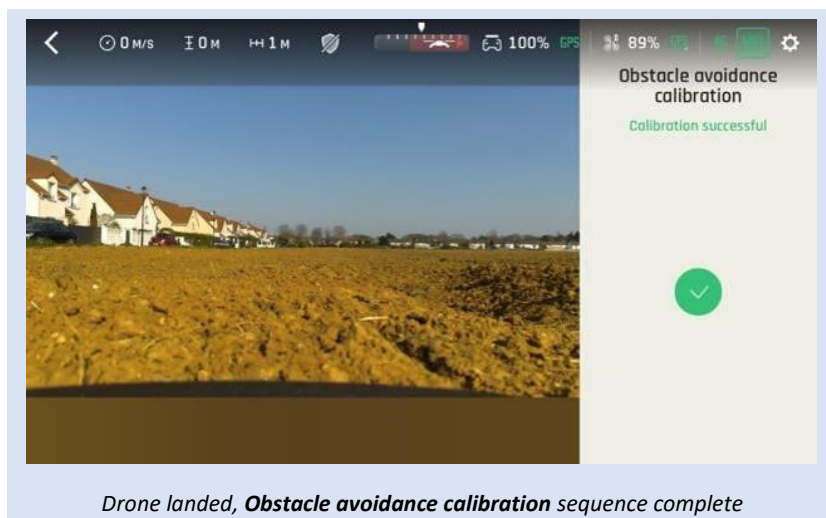 0 M/S 0 M 1 M 100% GPS 89%
Obstacle avoidance
calibration
Calibration successful
Drone landed, Obstacle avoidance calibration sequence complete